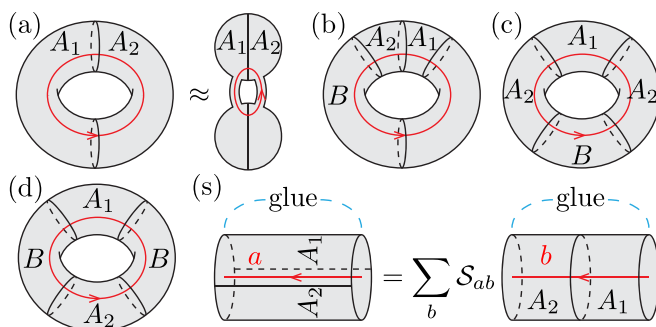 (a)
A₁ A₂
≈
A₁ A₂
(b)
A₂ A₁
B
(c)
A₁
A₂ A₂
B
(d)
A₁
B B
A₂
(s)
glue
a
A₁
A₂
= ∑ 𝒮ab
b
glue
b
A₂ A₁